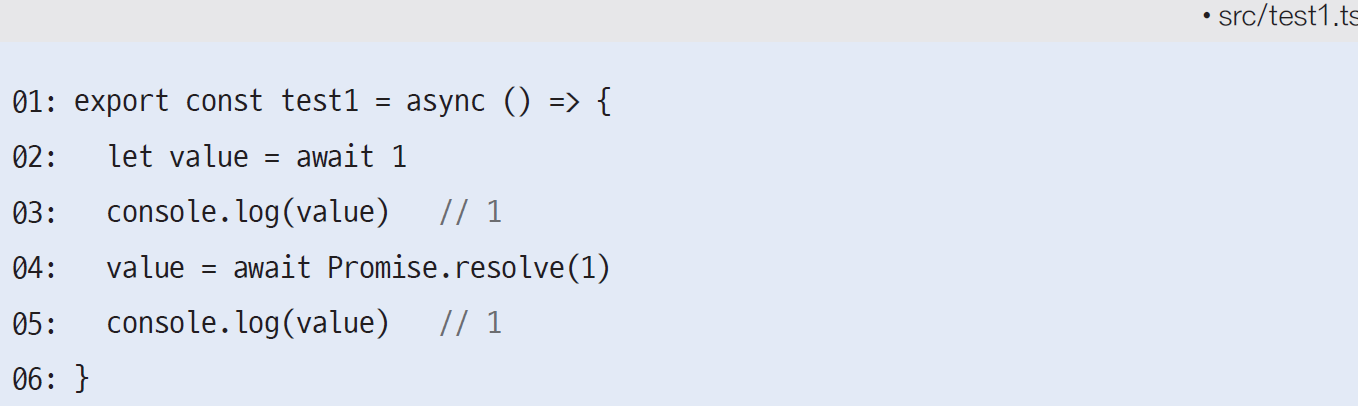 • src/test1.ts
01: export const test1 = async () => {
02:   let value = await 1
03:   console.log(value)   // 1
04:   value = await Promise.resolve(1)
05:   console.log(value)   // 1
06: }